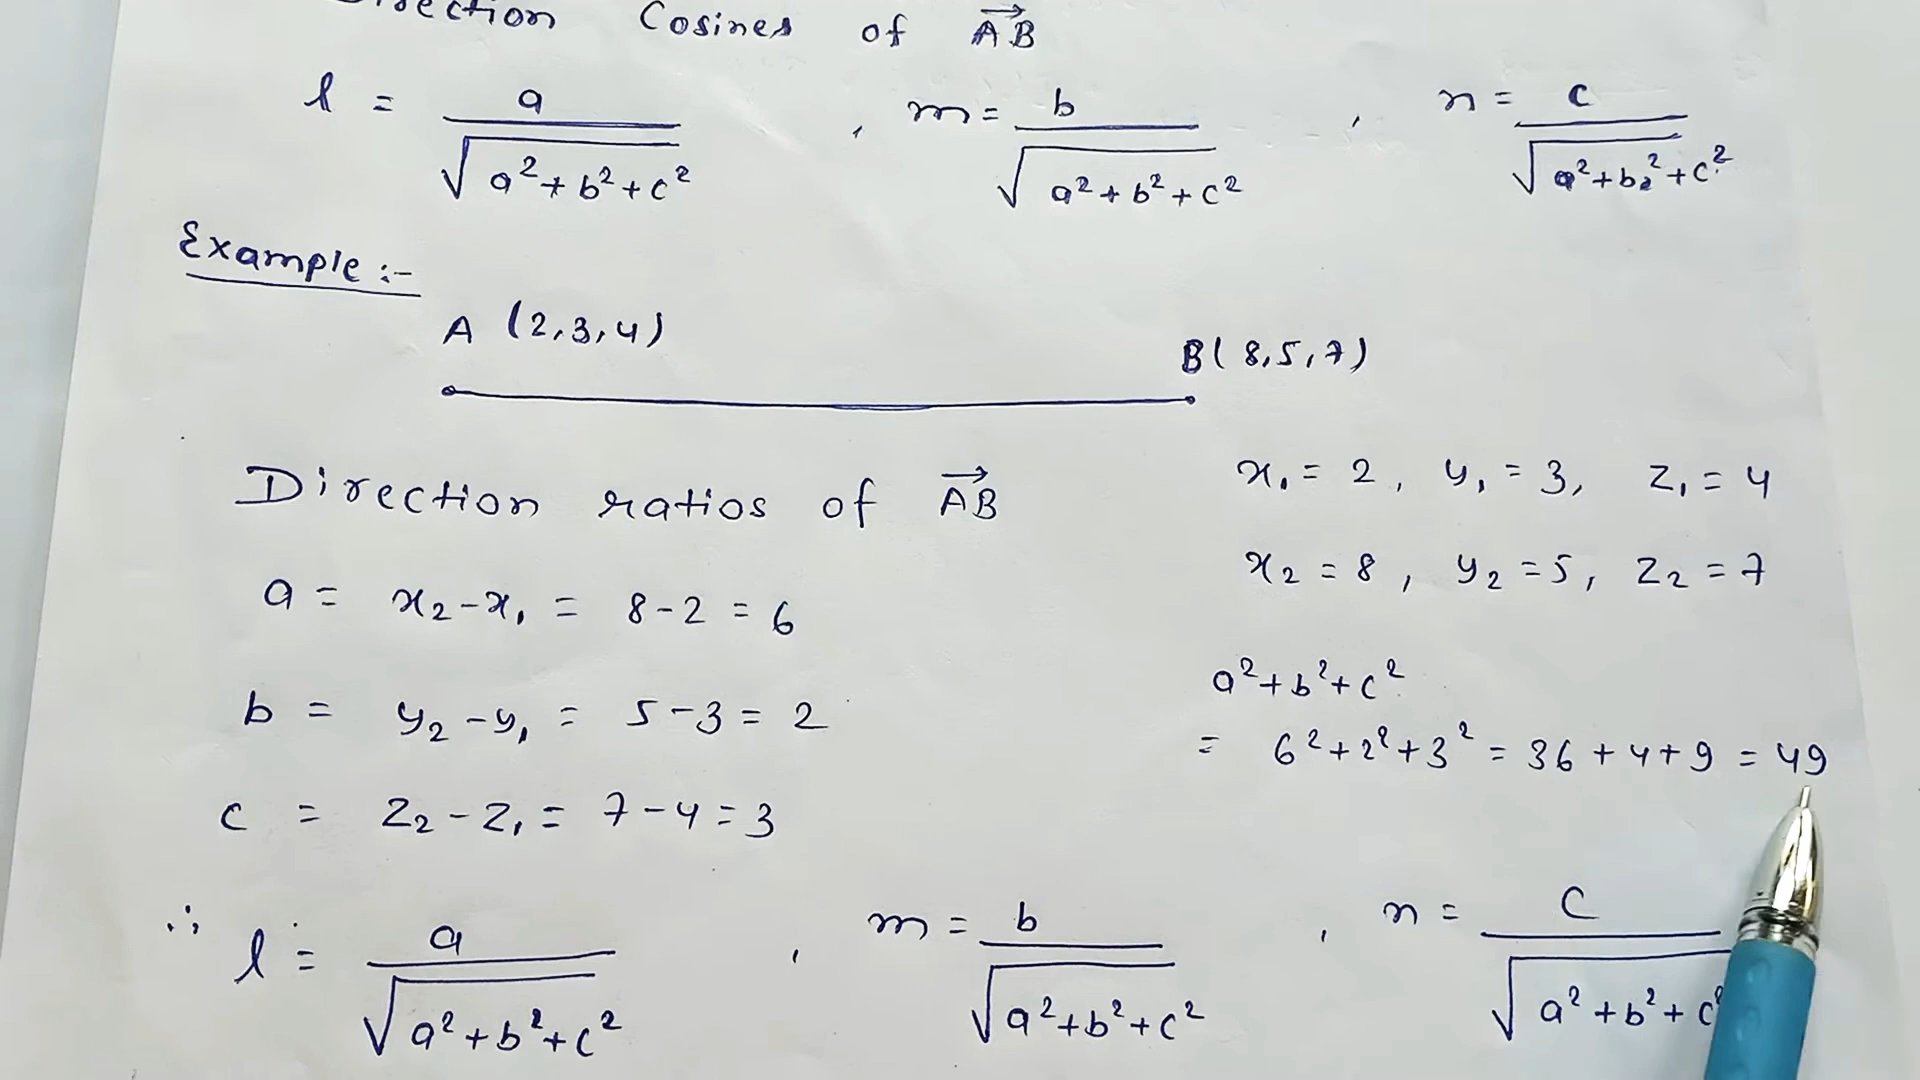 Direction Cosines of →AB
l = a/√(a²+b²+c²) , m = b/√(a²+b²+c²) , n = c/√(a²+b²+c²)
Example:-
A (2,3,4)
B(8,5,7)
Direction ratios of →AB
x₁ = 2, y₁ = 3, z₁ = 4
x₂ = 8, y₂ = 5, z₂ = 7
a = x₂-x₁ = 8-2 = 6
b = y₂-y₁ = 5-3 = 2
c = z₂-z₁ = 7-4 = 3
a²+b²+c²
= 6²+2²+3² = 36+4+9 = 49
∴ l = a/√(a²+b²+c²) , m = b/√(a²+b²+c²) , n = c/√(a²+b²+c²)